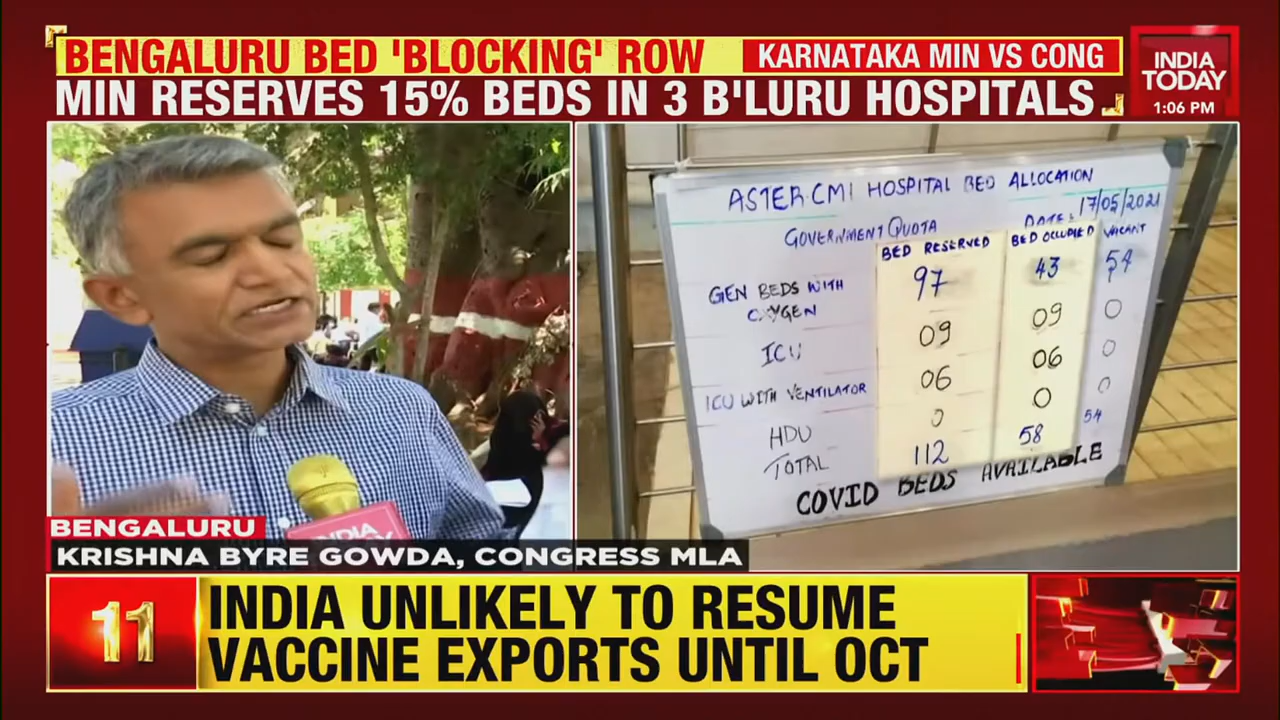 BENGALURU BED 'BLOCKING' ROW
KARNATAKA MIN VS CONG
MIN RESERVES 15% BEDS IN 3 B'LURU HOSPITALS
INDIA
TODAY
1:06 PM
ASTER-CMI HOSPITAL BED ALLOCATION
DATE: 17/05/2021
GOVERNMENT QUOTA
BED RESERVED BED OCCUPIED VACANT
GEN BEDS WITH OXYGEN 97 43 54
ICU 09 09 0
ICU WITH VENTILATOR 06 06 0
HDU 0 0 0
TOTAL 112 58 54
COVID BEDS AVAILABLE
INDIA
BENGALURU
KRISHNA BYRE GOWDA, CONGRESS MLA
11
INDIA UNLIKELY TO RESUME
VACCINE EXPORTS UNTIL OCT